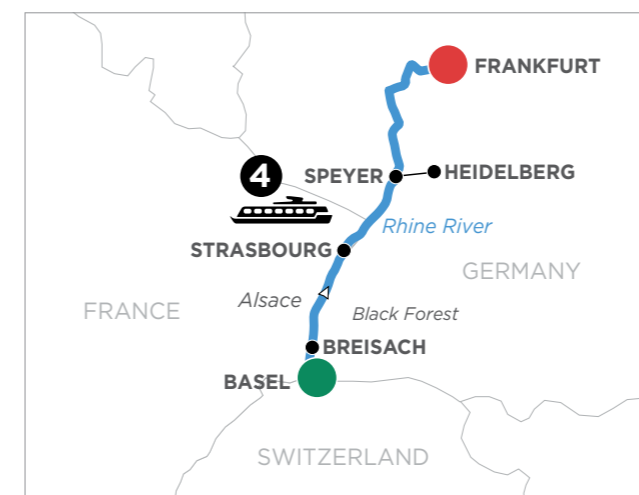 FRANKFURT
4
SPEYER
HEIDELBERG
Rhine River
STRASBOURG
GERMANY
Alsace
FRANCE
Black Forest
BREISACH
BASEL
SWITZERLAND